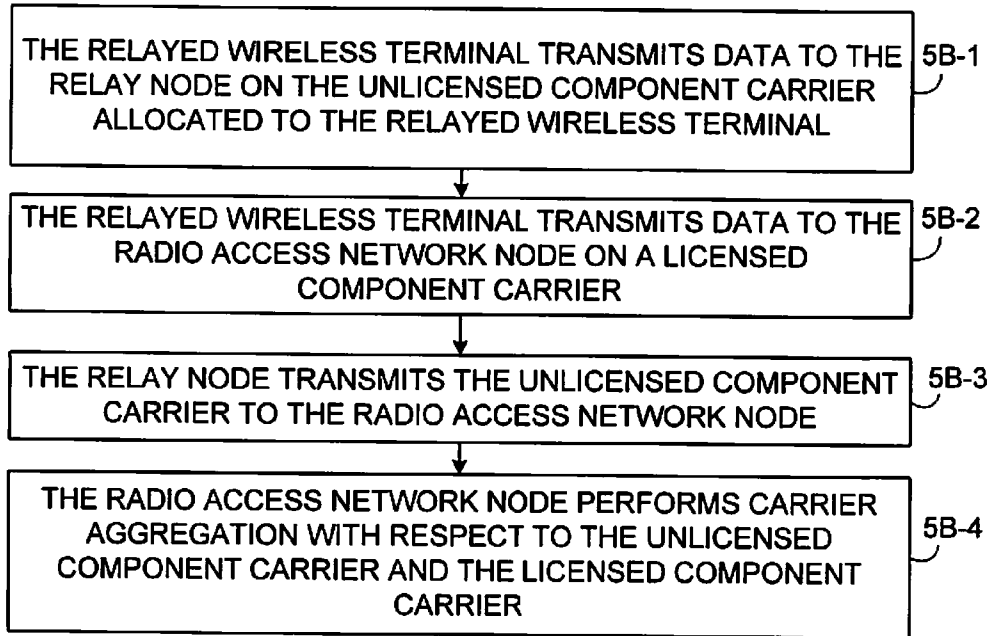 THE RELAYED WIRELESS TERMINAL TRANSMITS DATA TO THE
RELAY NODE ON THE UNLICENSED COMPONENT CARRIER
ALLOCATED TO THE RELAYED WIRELESS TERMINAL
5B-1
THE RELAYED WIRELESS TERMINAL TRANSMITS DATA TO THE
RADIO ACCESS NETWORK NODE ON A LICENSED
COMPONENT CARRIER
5B-2
THE RELAY NODE TRANSMITS THE UNLICENSED COMPONENT
CARRIER TO THE RADIO ACCESS NETWORK NODE
5B-3
THE RADIO ACCESS NETWORK NODE PERFORMS CARRIER
AGGREGATION WITH RESPECT TO THE UNLICENSED
COMPONENT CARRIER AND THE LICENSED COMPONENT
CARRIER
5B-4